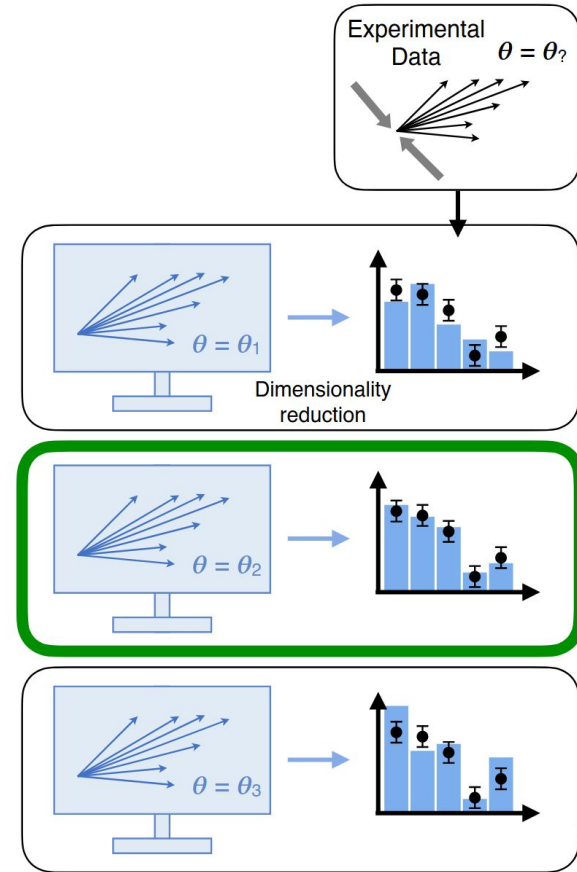 Experimental
Data
θ = θ?
θ = θ₁
Dimensionality
reduction
θ = θ₂
θ = θ₃